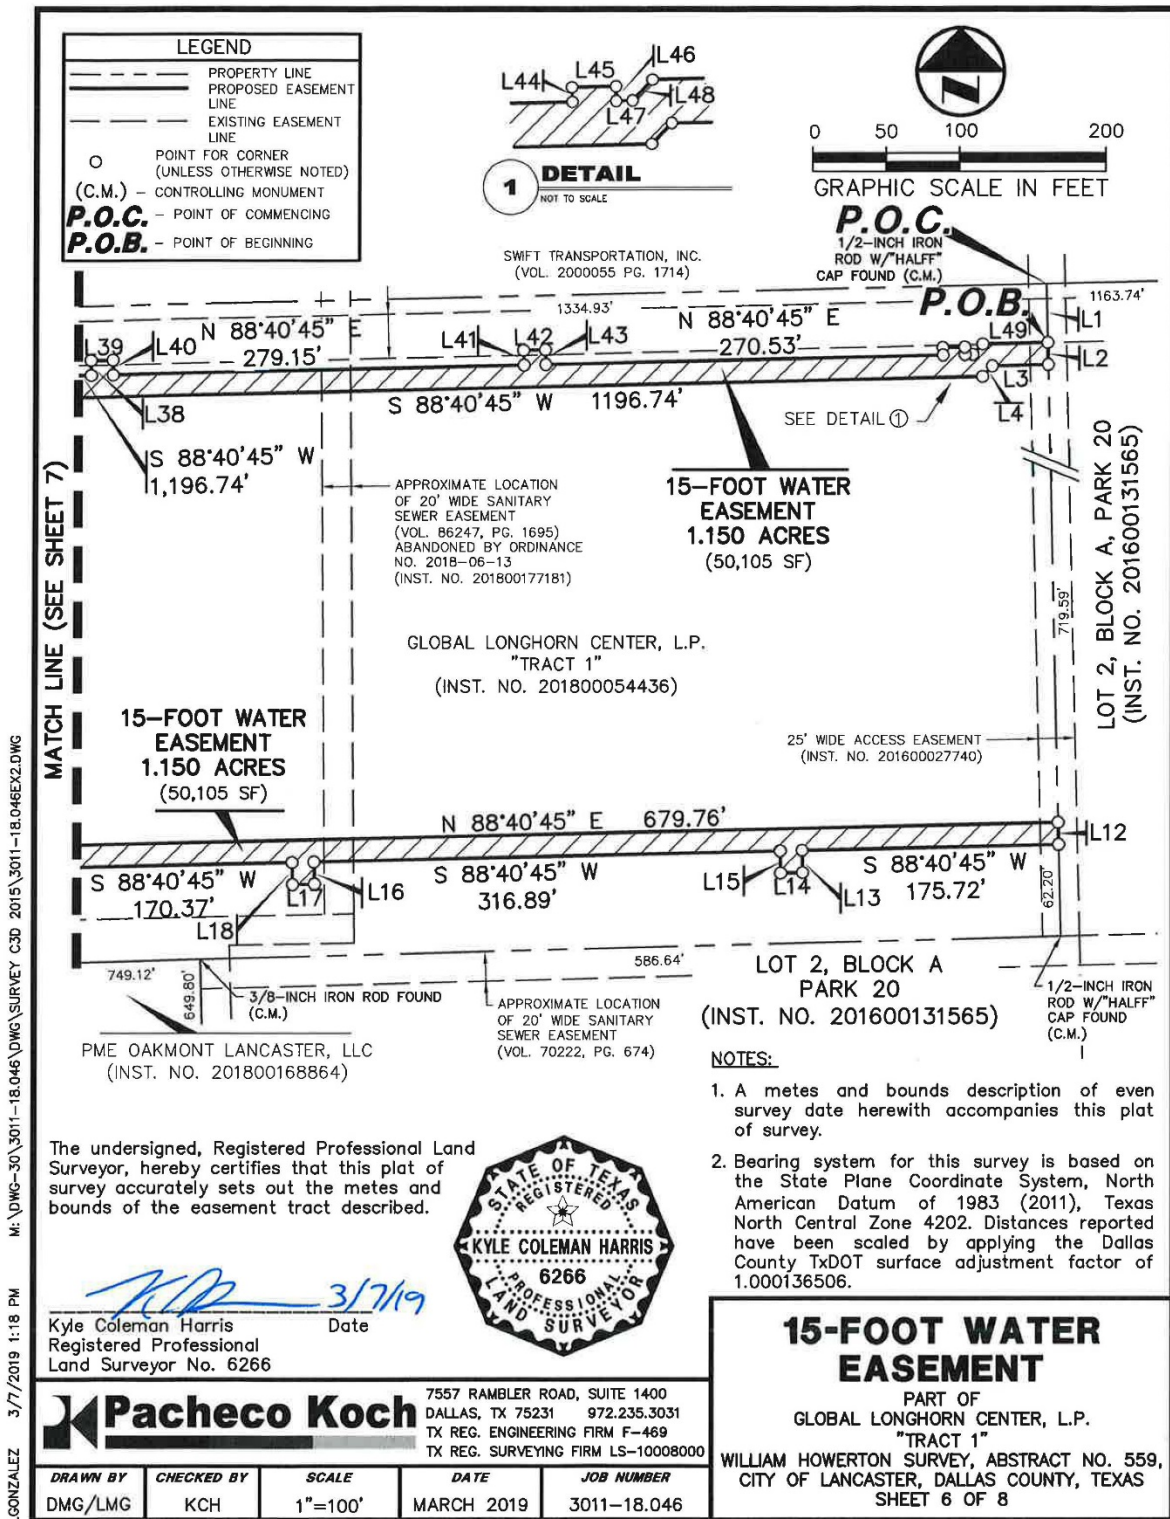 LEGEND
PROPERTY LINE
PROPOSED EASEMENT
LINE
EXISTING EASEMENT
LINE
POINT FOR CORNER
(UNLESS OTHERWISE NOTED)
(C.M.) – CONTROLLING MONUMENT
P.O.C. – POINT OF COMMENCING
P.O.B. – POINT OF BEGINNING
L44
L45
L46
L47
L48
1 DETAIL
NOT TO SCALE
0 50 100 200
GRAPHIC SCALE IN FEET
P.O.C.
1/2-INCH IRON
ROD W/"HALFF"
CAP FOUND (C.M.)
SWIFT TRANSPORTATION, INC.
(VOL. 2000055 PG. 1714)
1334.93'
1163.74'
P.O.B.
L1
L2
L3
L4
L49
N 88°40'45" E
279.15'
L39
L40
L41
L42
L43
N 88°40'45" E
270.53'
L38
S 88°40'45" W 1196.74'
SEE DETAIL 1
S 88°40'45" W
1,196.74'
MATCH LINE (SEE SHEET 7)
APPROXIMATE LOCATION
OF 20' WIDE SANITARY
SEWER EASEMENT
(VOL. 86247, PG. 1695)
ABANDONED BY ORDINANCE
NO. 2018-06-13
(INST. NO. 201800177181)
15-FOOT WATER
EASEMENT
1.150 ACRES
(50,105 SF)
LOT 2, BLOCK A, PARK 20
(INST. NO. 201600131565)
719.59'
GLOBAL LONGHORN CENTER, L.P.
"TRACT 1"
(INST. NO. 201800054436)
15-FOOT WATER
EASEMENT
1.150 ACRES
(50,105 SF)
25' WIDE ACCESS EASEMENT
(INST. NO. 201600027740)
N 88°40'45" E 679.76'
L12
S 88°40'45" W
170.37'
L18
L17
L16
S 88°40'45" W
316.89'
L15
L14
L13
S 88°40'45" W
175.72'
62.20'
749.12'
649.80'
586.64'
3/8-INCH IRON ROD FOUND
(C.M.)
APPROXIMATE LOCATION
OF 20' WIDE SANITARY
SEWER EASEMENT
(VOL. 70222, PG. 674)
LOT 2, BLOCK A
PARK 20
(INST. NO. 201600131565)
1/2-INCH IRON
ROD W/"HALFF"
CAP FOUND
(C.M.)
PME OAKMONT LANCASTER, LLC
(INST. NO. 201800168864)
NOTES:
1. A metes and bounds description of even
survey date herewith accompanies this plat
of survey.
2. Bearing system for this survey is based on
the State Plane Coordinate System, North
American Datum of 1983 (2011), Texas
North Central Zone 4202. Distances reported
have been scaled by applying the Dallas
County TxDOT surface adjustment factor of
1.000136506.
The undersigned, Registered Professional Land
Surveyor, hereby certifies that this plat of
survey accurately sets out the metes and
bounds of the easement tract described.
3/7/19
Kyle Coleman Harris Date
Registered Professional
Land Surveyor No. 6266
STATE OF TEXAS
REGISTERED
KYLE COLEMAN HARRIS
6266
PROFESSIONAL
LAND SURVEYOR
Pacheco Koch
7557 RAMBLER ROAD, SUITE 1400
DALLAS, TX 75231 972.235.3031
TX REG. ENGINEERING FIRM F-469
TX REG. SURVEYING FIRM LS-10008000
DRAWN BY CHECKED BY SCALE DATE JOB NUMBER
DMG/LMG KCH 1"=100' MARCH 2019 3011-18.046
15-FOOT WATER
EASEMENT
PART OF
GLOBAL LONGHORN CENTER, L.P.
"TRACT 1"
WILLIAM HOWERTON SURVEY, ABSTRACT NO. 559,
CITY OF LANCASTER, DALLAS COUNTY, TEXAS
SHEET 6 OF 8
GONZALEZ 3/7/2019 1:18 PM M:\DWG-30\3011-18.046\DWG\SURVEY C3D 2015\3011-18.046EX2.DWG